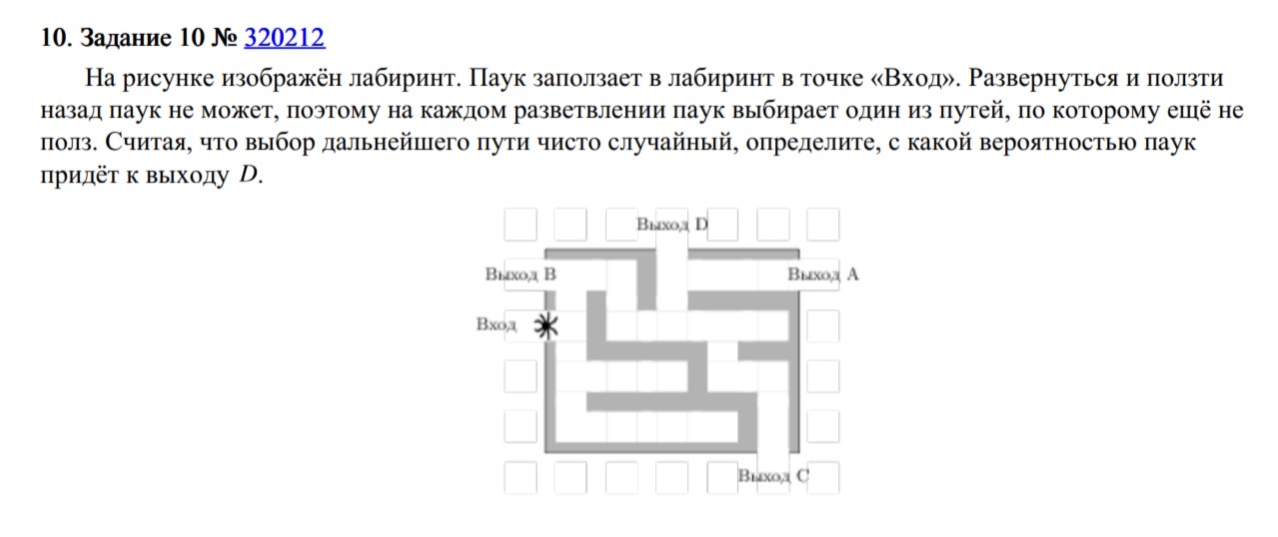 10. Задание 10 № 320212
На рисунке изображён лабиринт. Паук заползает в лабиринт в точке «Вход». Развернуться и ползти
назад паук не может, поэтому на каждом разветвлении паук выбирает один из путей, по которому ещё не
полз. Считая, что выбор дальнейшего пути чисто случайный, определите, с какой вероятностью паук
придёт к выходу D.
Выход D
Выход B
Выход A
Вход
Выход C